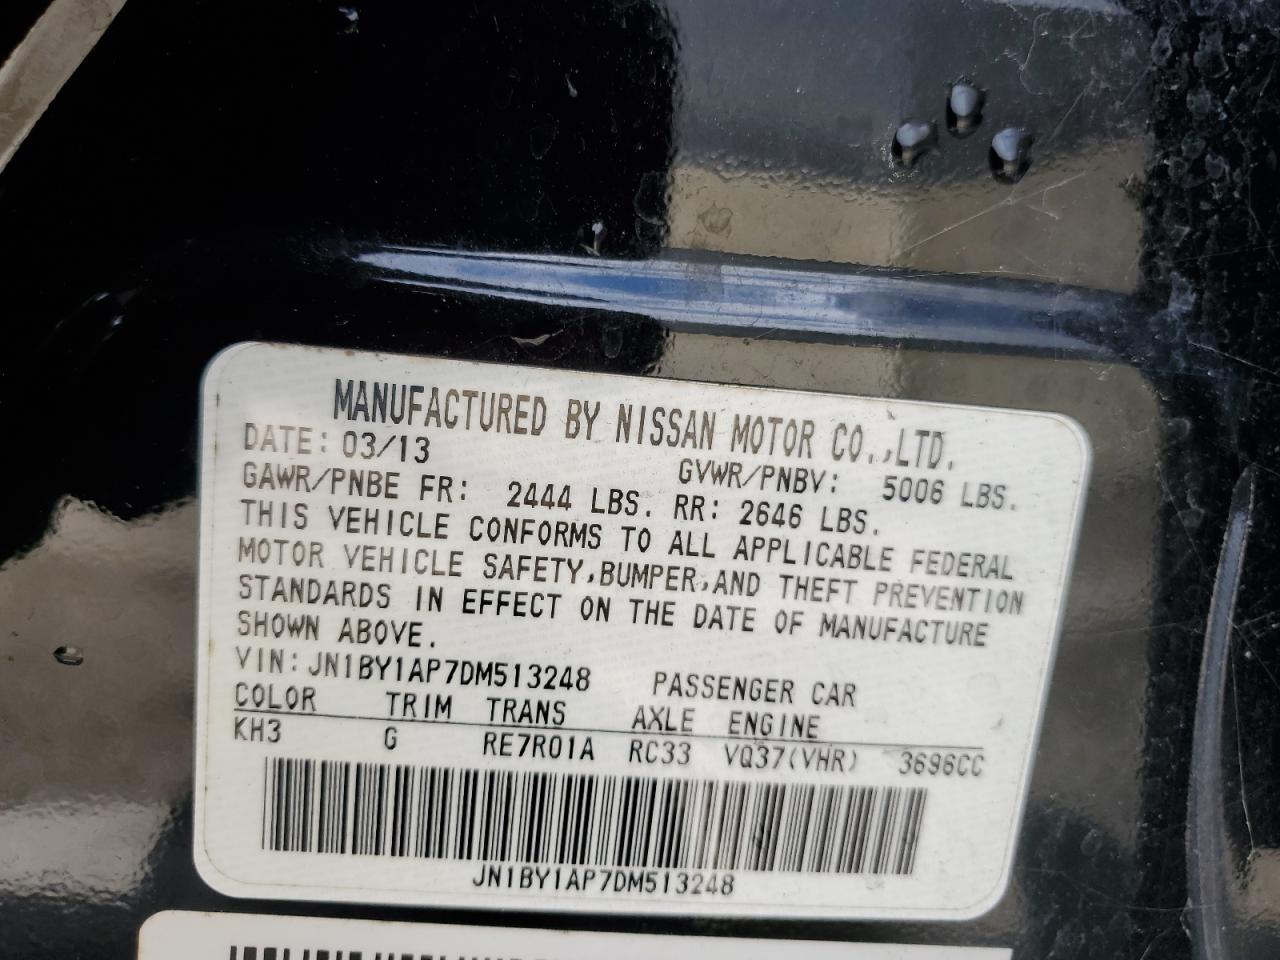 MANUFACTURED BY NISSAN MOTOR CO.,LTD.
DATE: 03/13 GVWR/PNBV: 5006 LBS.
GAWR/PNBE FR: 2444 LBS. RR: 2646 LBS.
THIS VEHICLE CONFORMS TO ALL APPLICABLE FEDERAL
MOTOR VEHICLE SAFETY,BUMPER,AND THEFT PREVENTION
STANDARDS IN EFFECT ON THE DATE OF MANUFACTURE
SHOWN ABOVE.
VIN: JN1BY1AP7DM513248 PASSENGER CAR
COLOR TRIM TRANS AXLE ENGINE
KH3 G RE7R01A RC33 VQ37(VHR) 3696CC
JN1BY1AP7DM513248